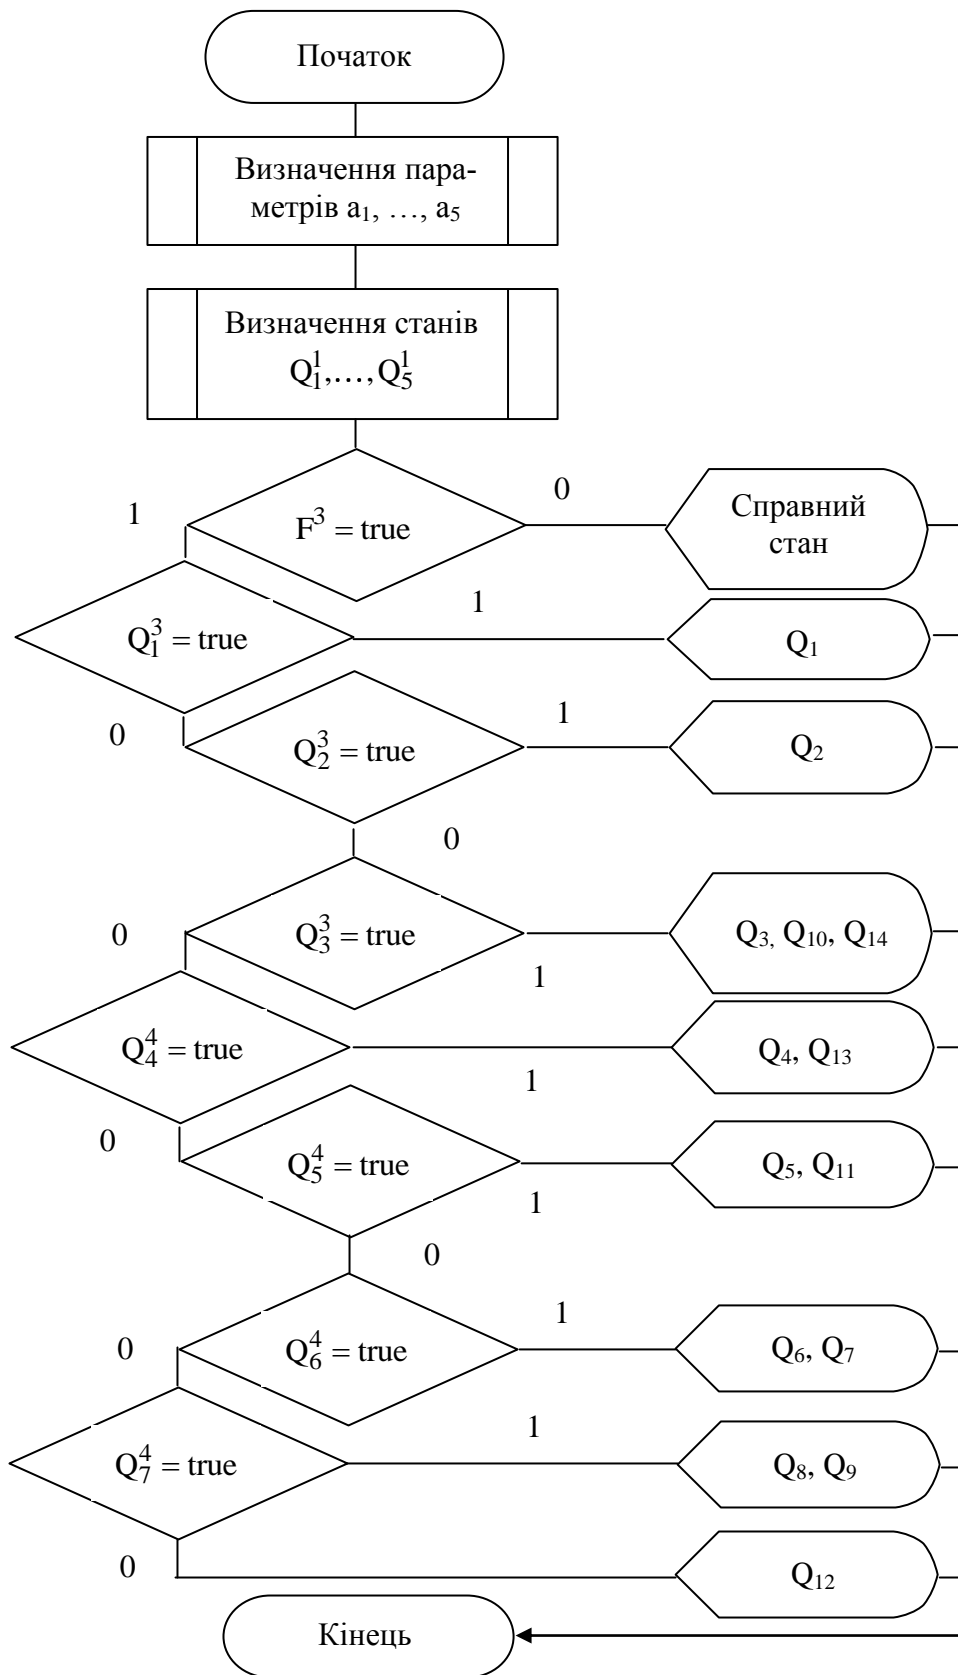 Початок
Визначення пара-
метрів a₁, …, a₅
Визначення станів
Q₁¹,…,Q₅¹
F³ = true
1
0
Справний
стан
Q₁³ = true
1
Q₁
0
Q₂³ = true
1
Q₂
0
Q₃³ = true
0
1
Q₃, Q₁₀, Q₁₄
Q₄⁴ = true
1
Q₄, Q₁₃
0
Q₅⁴ = true
1
Q₅, Q₁₁
0
Q₆⁴ = true
0
1
Q₆, Q₇
Q₇⁴ = true
1
Q₈, Q₉
0
Q₁₂
Кінець